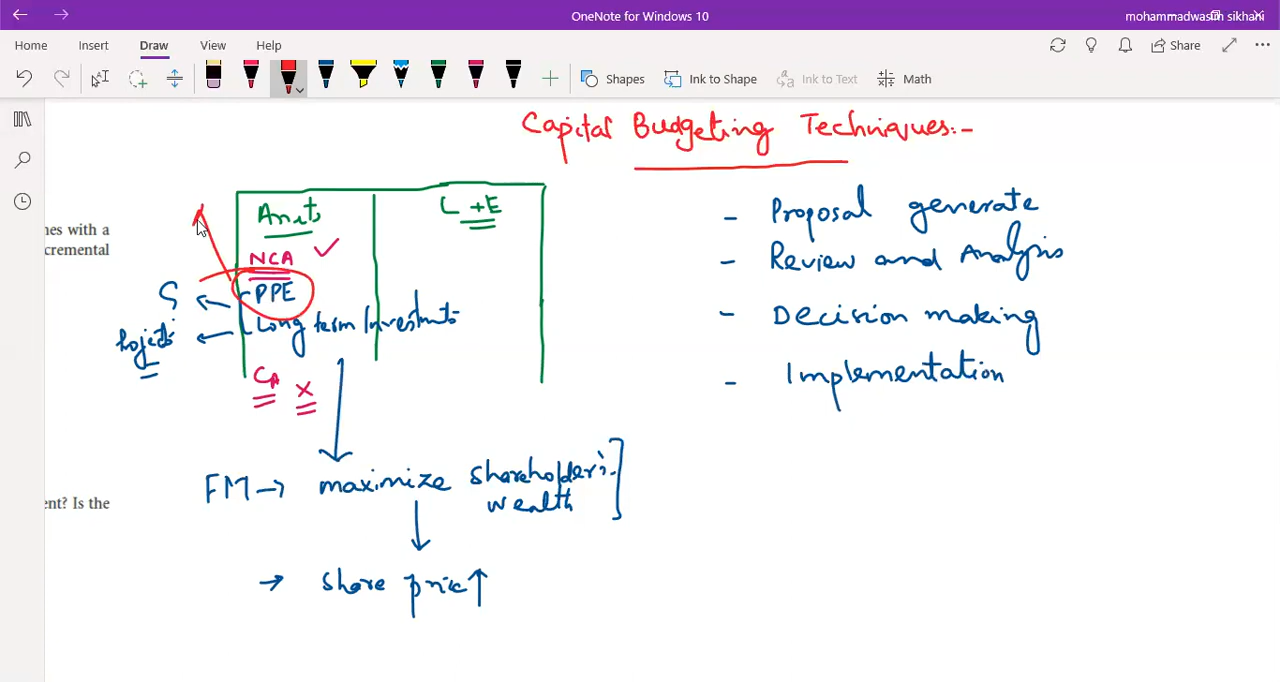 OneNote for Windows 10
mohammadwasim sikhani
Home Insert Draw View Help
Share
Shapes Ink to Shape Ink to Text Math
Capital Budgeting Techniques:-
nes with a
cremental
Assets
L + E
NCA ✓
PPE
S
Long term Investments
Projects
CA X
- Proposal generate
- Review and Analysis
- Decision making
- Implementation
FM → maximize shareholder's
wealth
ent? Is the
→ share price ↑